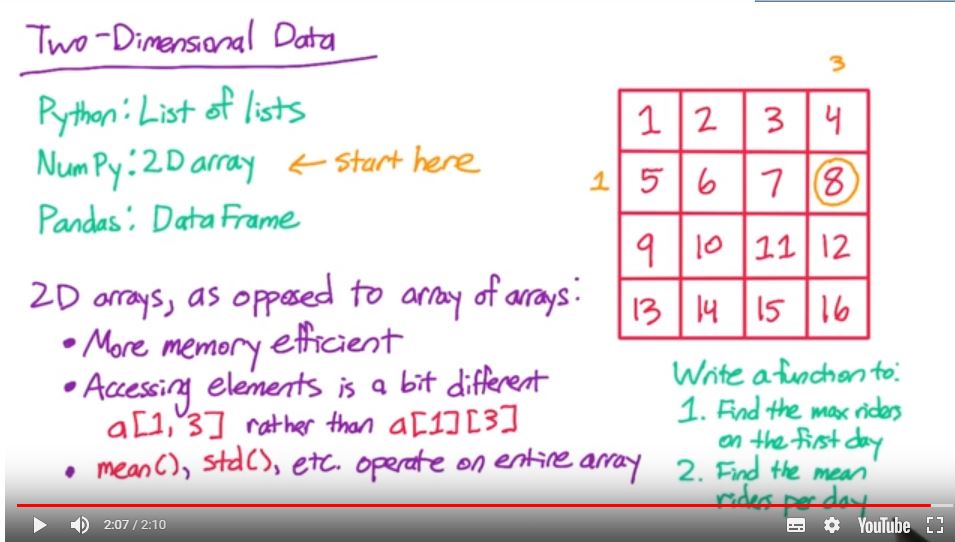 Two-Dimensional Data
Python: List of lists
NumPy: 2D array ← start here
Pandas: DataFrame
2D arrays, as opposed to array of arrays:
• More memory efficient
• Accessing elements is a bit different
a[1, 3] rather than a[1][3]
• mean(), std(), etc. operate on entire array
3
1 2 3 4
1 5 6 7 8
9 10 11 12
13 14 15 16
Write a function to:
1. Find the max riders
on the first day
2. Find the mean
riders per day
2:07 / 2:10
YouTube